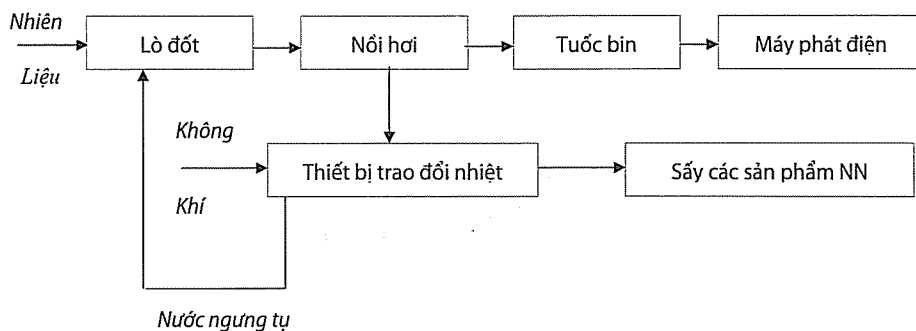 Nhiên
Liệu
Lò đốt
Nồi hơi
Tuốc bin
Máy phát điện
Không
Khí
Thiết bị trao đổi nhiệt
Sấy các sản phẩm NN
Nước ngưng tụ